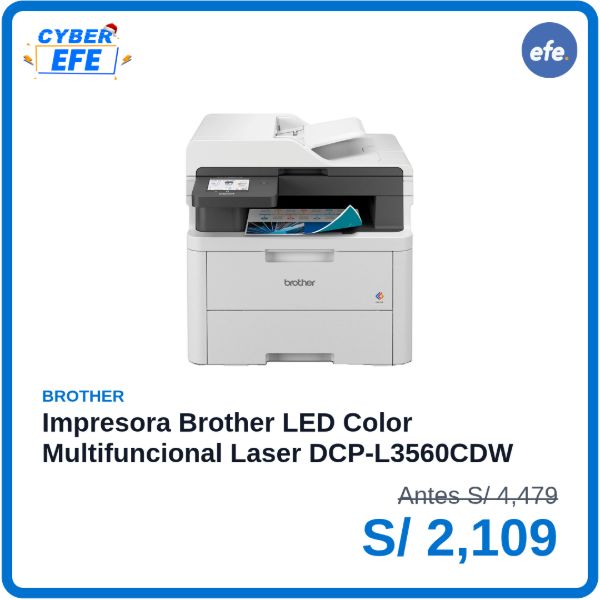 CYBER
EFE
efe.
brother
BROTHER
Impresora Brother LED Color
Multifuncional Laser DCP-L3560CDW
Antes S/ 4,479
S/ 2,109